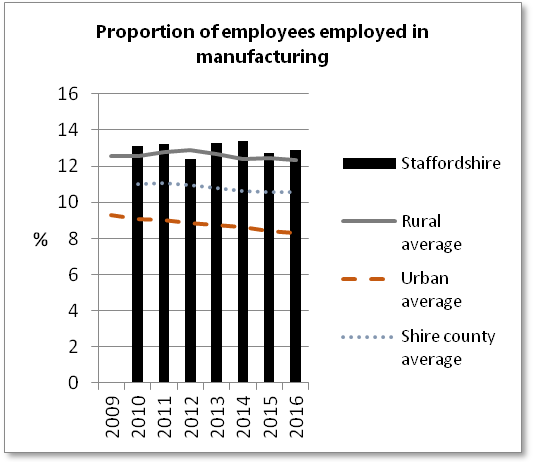 Proportion of employees employed in
manufacturing
16
14
12
10
8
6
4
2
0
%
2009
2010
2011
2012
2013
2014
2015
2016
Staffordshire
Rural
average
Urban
average
Shire county
average